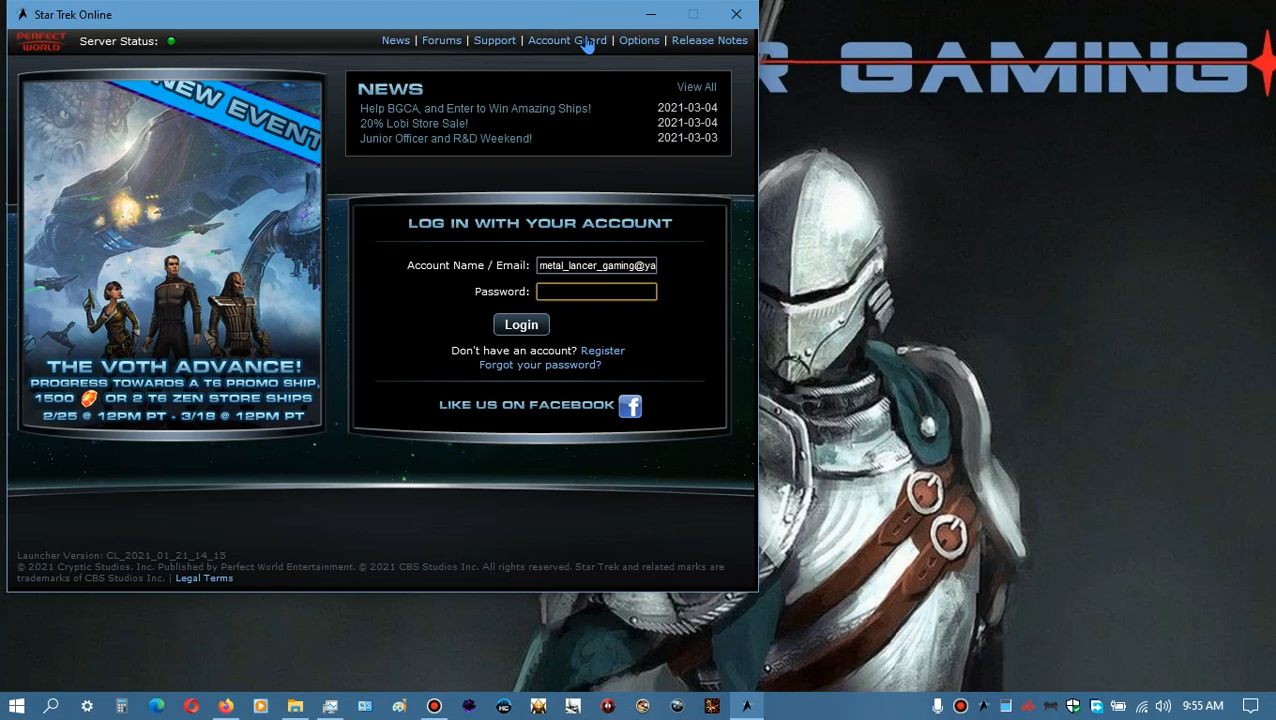 Star Trek Online
PERFECT WORLD
Server Status:
News | Forums | Support | Account Guard | Options | Release Notes
NEW EVENT
THE VOTH ADVANCE!
PROGRESS TOWARDS A T6 PROMO SHIP,
1500 OR 2 T6 ZEN STORE SHIPS
2/25 @ 12PM PT - 3/18 @ 12PM PT
NEWS View All
Help BGCA, and Enter to Win Amazing Ships! 2021-03-04
20% Lobi Store Sale! 2021-03-04
Junior Officer and R&D Weekend! 2021-03-03
LOG IN WITH YOUR ACCOUNT
Account Name / Email: metal_lancer_gaming@ya
Password:
Login
Don't have an account? Register
Forgot your password?
LIKE US ON FACEBOOK f
Launcher Version: CL_2021_01_21_14_15
© 2021 Cryptic Studios. Inc. Published by Perfect World Entertainment. © 2021 CBS Studios Inc. All rights reserved. Star Trek and related marks are
trademarks of CBS Studios Inc. | Legal Terms
R GAMING
9:55 AM